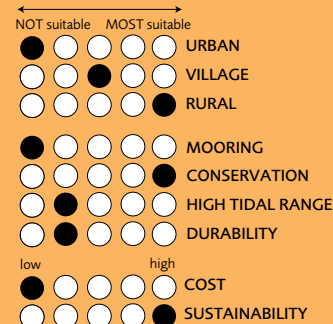 NOT suitable MOST suitable
URBAN
VILLAGE
RURAL
MOORING
CONSERVATION
HIGH TIDAL RANGE
DURABILITY
low high
COST
SUSTAINABILITY